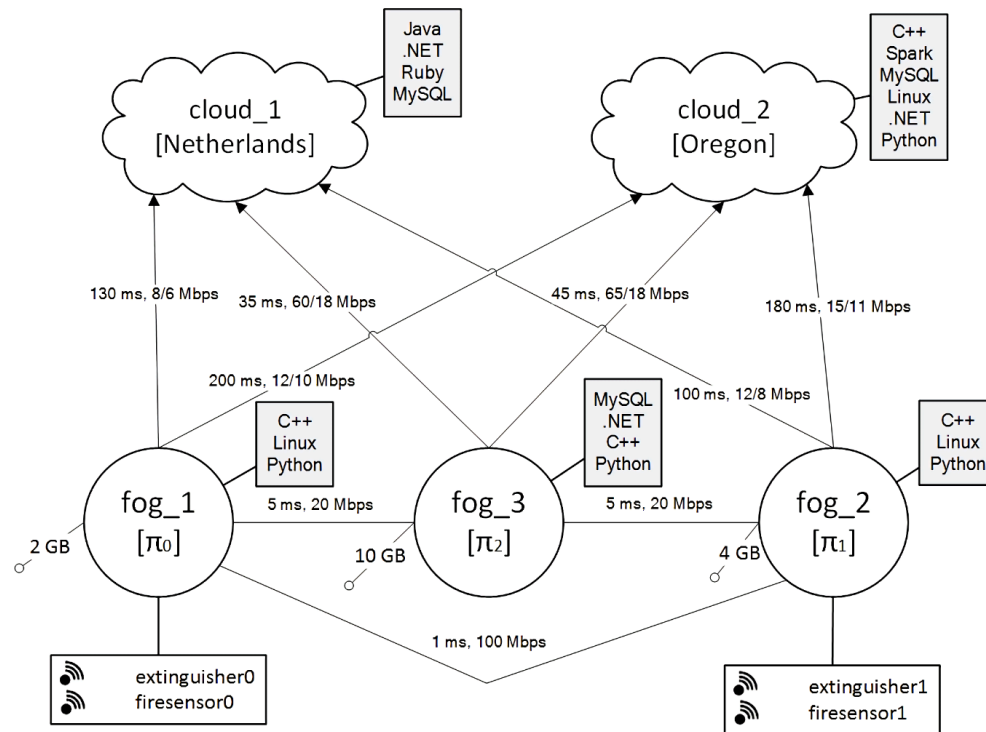 Java
.NET
Ruby
MySQL
C++
Spark
MySQL
Linux
.NET
Python
cloud_1
[Netherlands]
cloud_2
[Oregon]
130 ms, 8/6 Mbps
35 ms, 60/18 Mbps
45 ms, 65/18 Mbps
180 ms, 15/11 Mbps
200 ms, 12/10 Mbps
100 ms, 12/8 Mbps
C++
Linux
Python
MySQL
.NET
C++
Python
C++
Linux
Python
fog_1
[π₀]
5 ms, 20 Mbps
fog_3
[π₂]
5 ms, 20 Mbps
fog_2
[π₁]
2 GB
10 GB
4 GB
1 ms, 100 Mbps
extinguisher0
firesensor0
extinguisher1
firesensor1